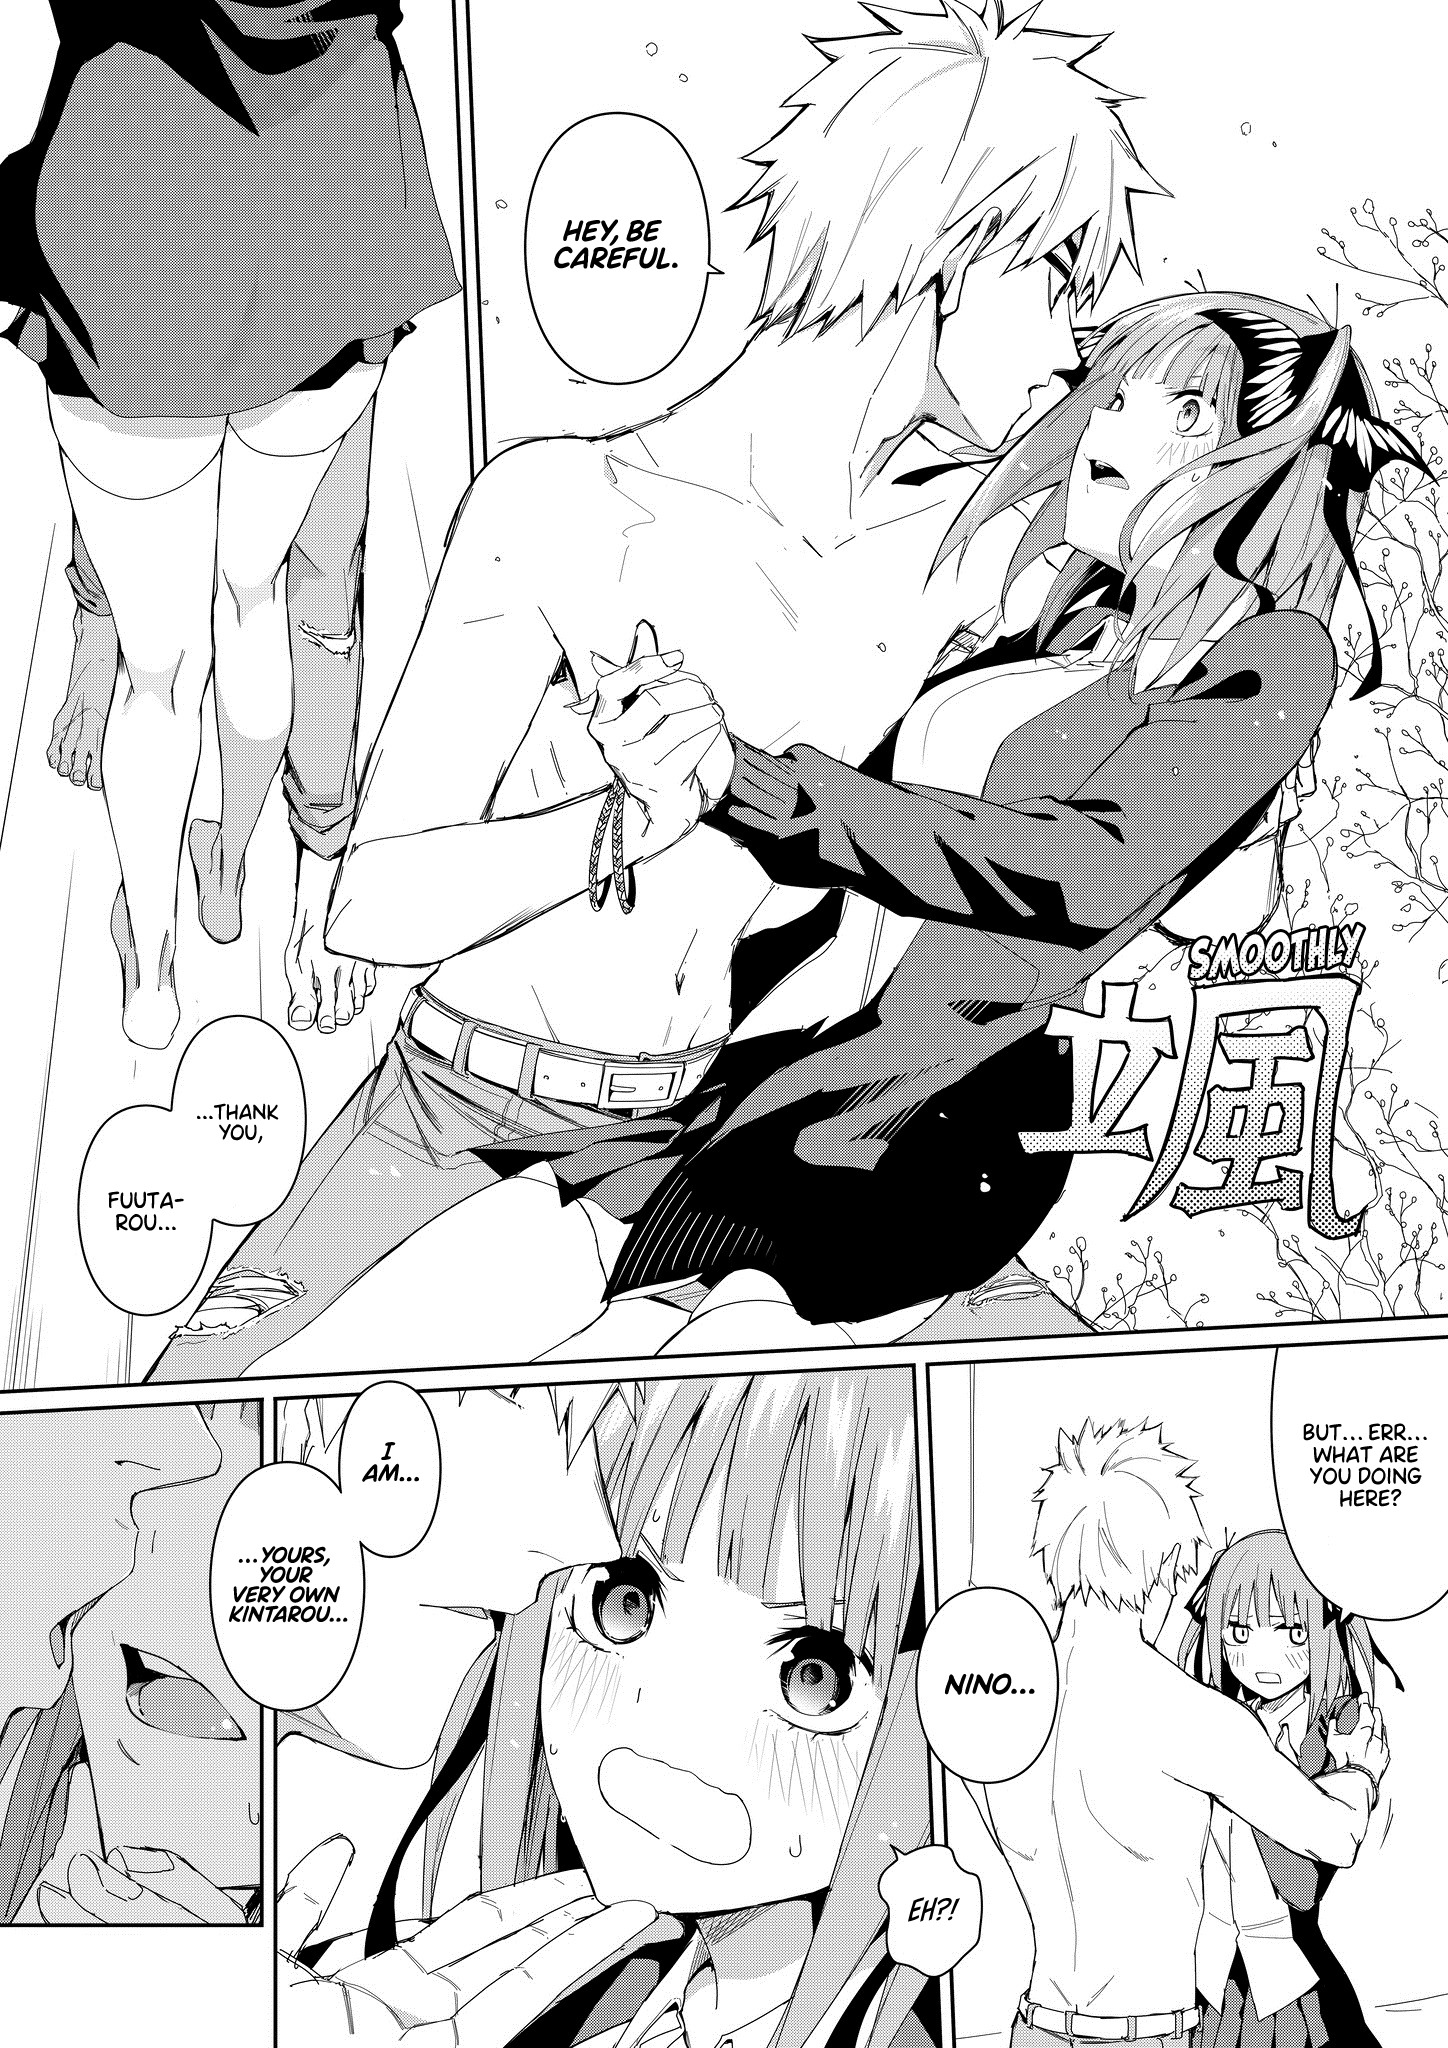 HEY, BE
CAREFUL.
SMOOTHLY
颯
...THANK
YOU,
FUUTA-
ROU...
BUT... ERR...
WHAT ARE
YOU DOING
HERE?
NINO...
EH?!
I
AM...
...YOURS,
YOUR
VERY OWN
KINTAROU...